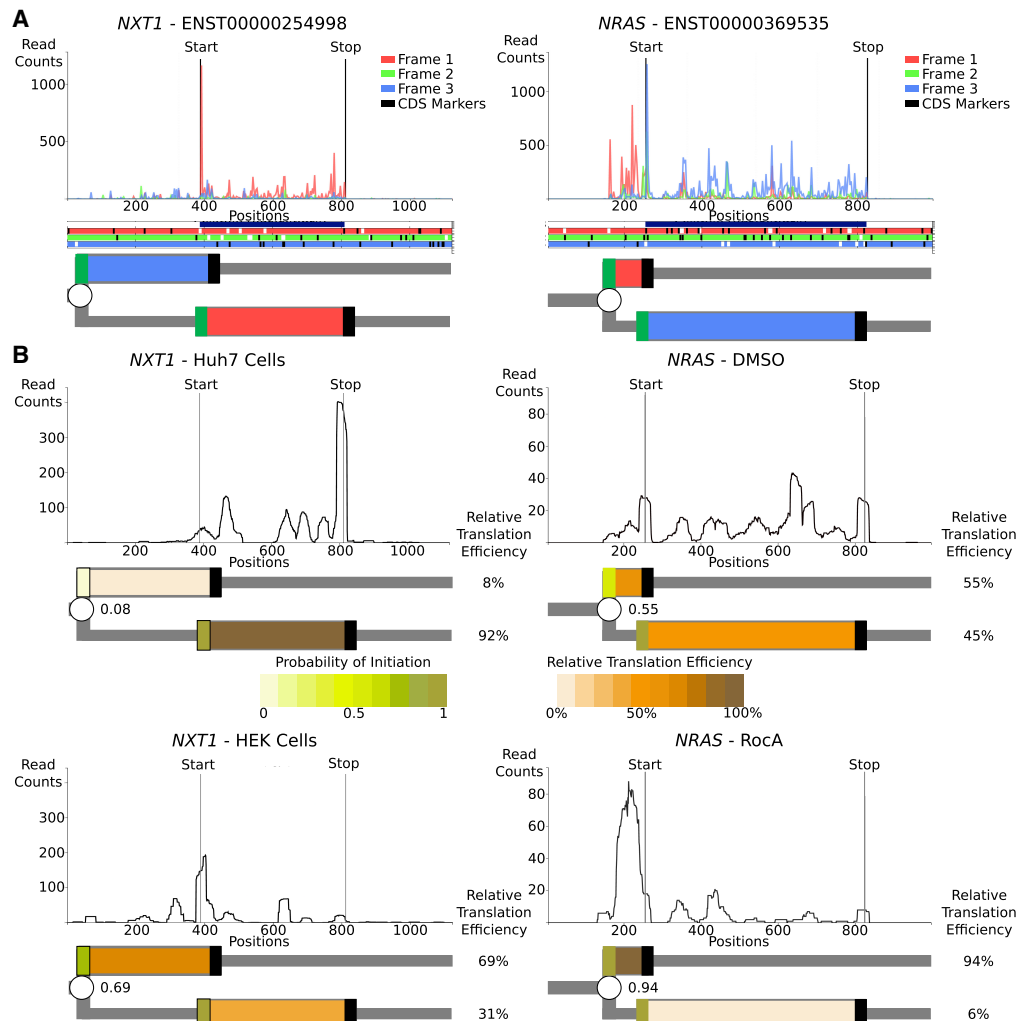 A
NXT1 - ENST00000254998
Read
Counts
Start
Stop
Frame 1
Frame 2
Frame 3
CDS Markers
1000
500
200
400
600
800
1000
Positions
NRAS - ENST00000369535
Read
Counts
Start
Stop
Frame 1
Frame 2
Frame 3
CDS Markers
1000
500
200
400
600
800
Positions
B
NXT1 - Huh7 Cells
Read
Counts
Start
Stop
300
200
100
200
400
600
800
1000
Positions
Relative
Translation
Efficiency
8%
0.08
92%
NRAS - DMSO
Read
Counts
Start
Stop
80
60
40
20
200
400
600
800
Positions
Relative
Translation
Efficiency
55%
0.55
45%
Probability of Initiation
0
0.5
1
Relative Translation Efficiency
0%
50%
100%
NXT1 - HEK Cells
Read
Counts
Start
Stop
300
200
100
200
400
600
800
1000
Positions
Relative
Translation
Efficiency
69%
0.69
31%
NRAS - RocA
Read
Counts
Start
Stop
80
60
40
20
200
400
600
800
Positions
Relative
Translation
Efficiency
94%
0.94
6%